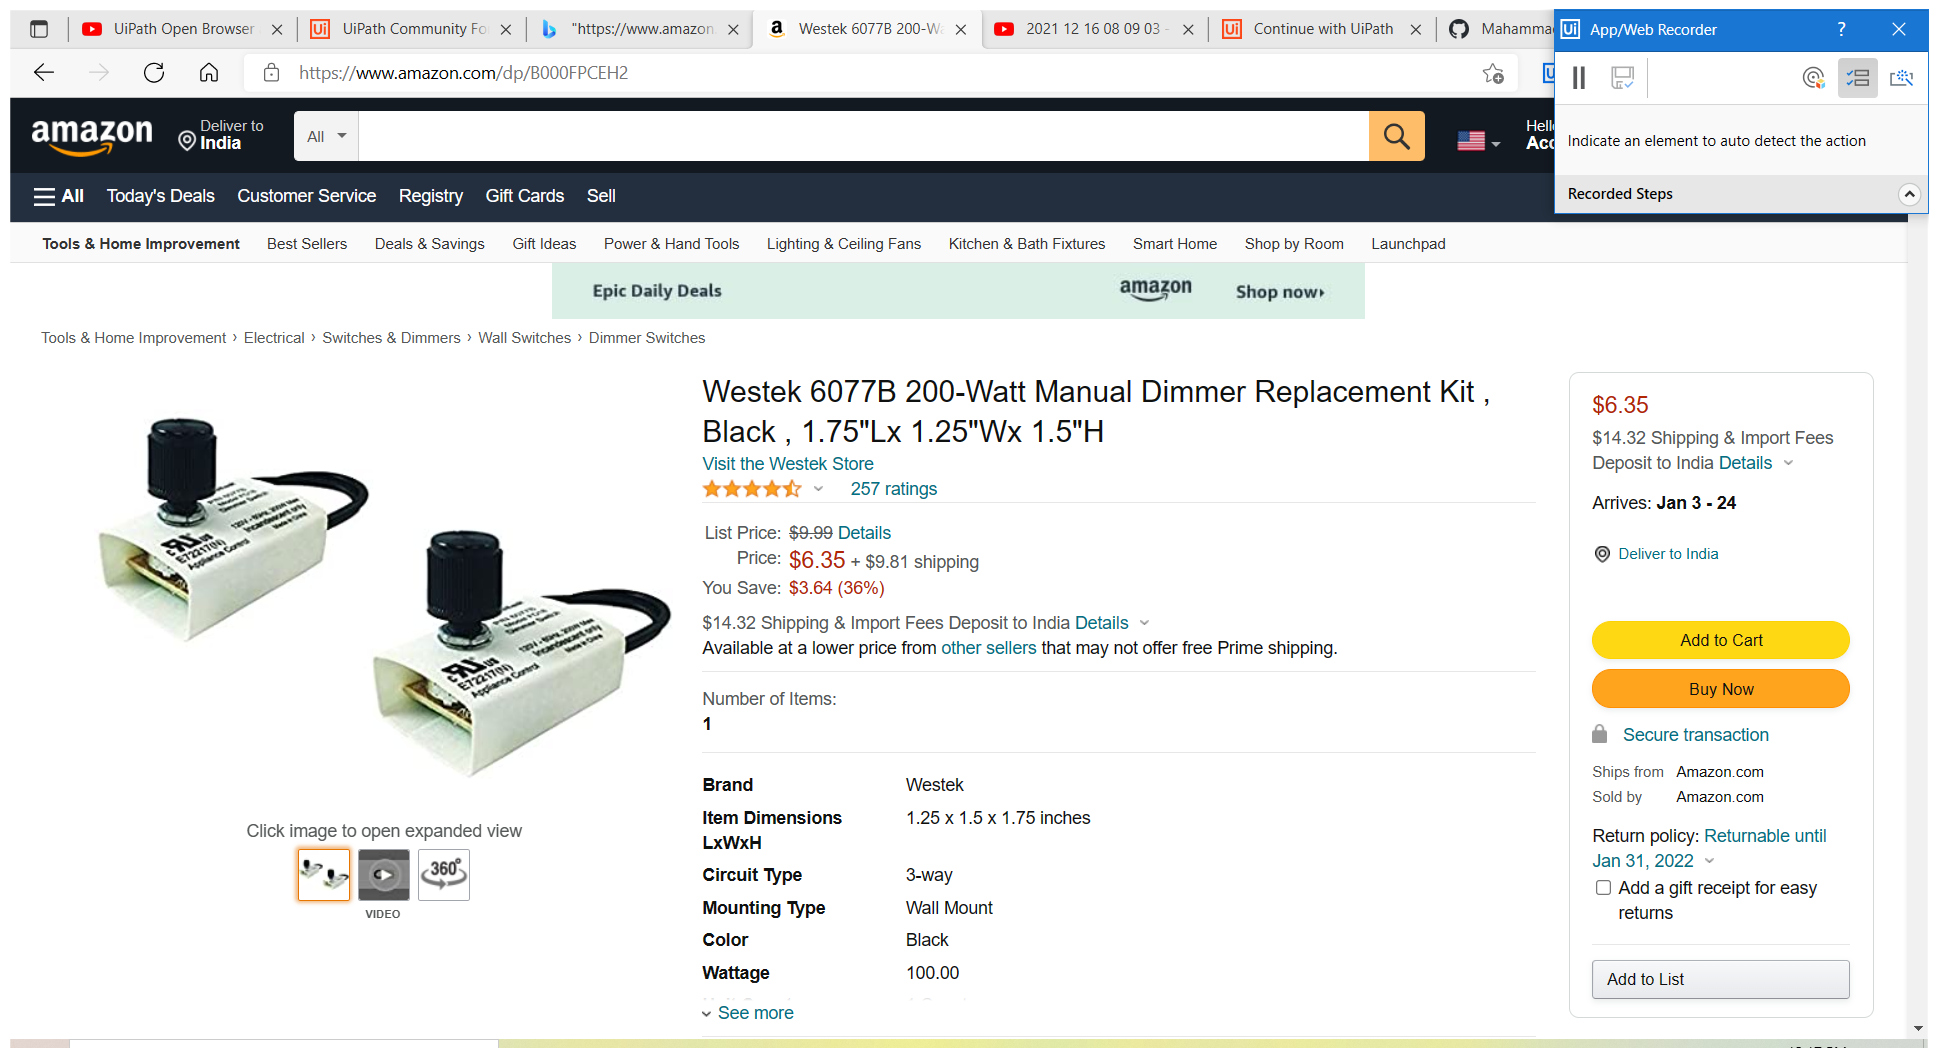 UiPath Open Browser
UiPath Community Fo
"https://www.amazon
Westek 6077B 200-Wa
2021 12 16 08 09 03 -
Continue with UiPath
Mahammad
App/Web Recorder
?
https://www.amazon.com/dp/B000FPCEH2
amazon
Deliver to
India
All
Hello
Acc
Indicate an element to auto detect the action
Recorded Steps
All
Today's Deals
Customer Service
Registry
Gift Cards
Sell
Tools & Home Improvement
Best Sellers
Deals & Savings
Gift Ideas
Power & Hand Tools
Lighting & Ceiling Fans
Kitchen & Bath Fixtures
Smart Home
Shop by Room
Launchpad
Epic Daily Deals
amazon
Shop now
Tools & Home Improvement › Electrical › Switches & Dimmers › Wall Switches › Dimmer Switches
Westek 6077B 200-Watt Manual Dimmer Replacement Kit ,
Black , 1.75"Lx 1.25"Wx 1.5"H
Visit the Westek Store
257 ratings
List Price: $9.99 Details
Price: $6.35 + $9.81 shipping
You Save: $3.64 (36%)
$14.32 Shipping & Import Fees Deposit to India Details
Available at a lower price from other sellers that may not offer free Prime shipping.
Number of Items:
1
Brand Westek
Item Dimensions 1.25 x 1.5 x 1.75 inches
LxWxH
Circuit Type 3-way
Mounting Type Wall Mount
Color Black
Wattage 100.00
See more
Click image to open expanded view
360°
VIDEO
$6.35
$14.32 Shipping & Import Fees
Deposit to India Details
Arrives: Jan 3 - 24
Deliver to India
Add to Cart
Buy Now
Secure transaction
Ships from Amazon.com
Sold by Amazon.com
Return policy: Returnable until
Jan 31, 2022
Add a gift receipt for easy
returns
Add to List